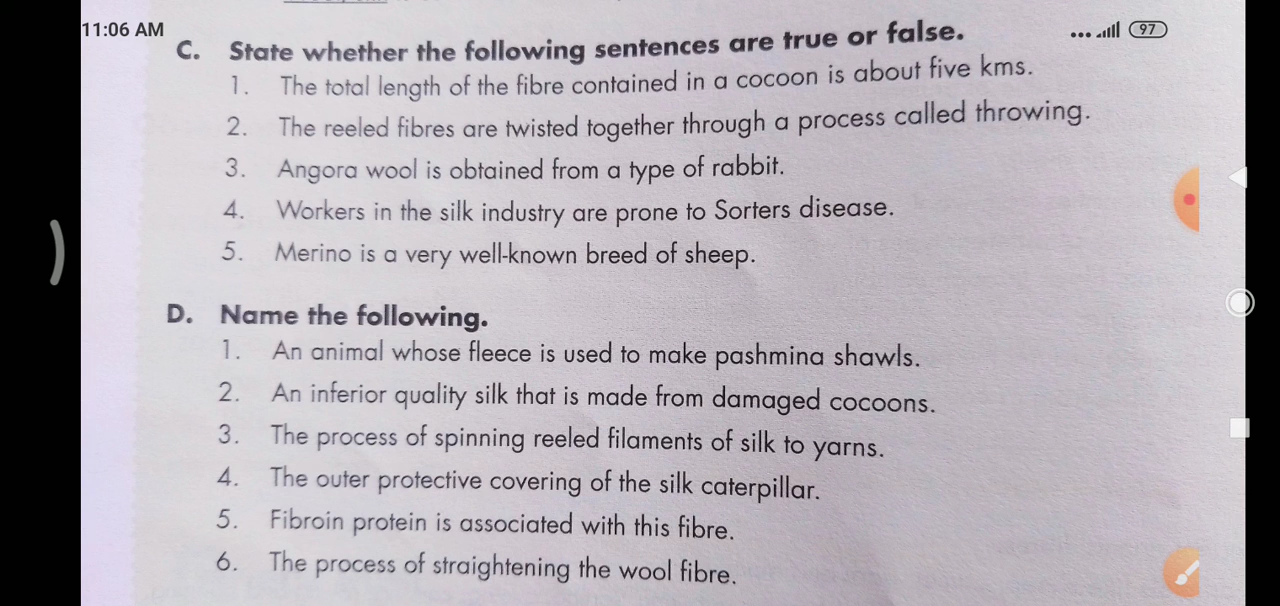 11:06 AM
97
C. State whether the following sentences are true or false.
1. The total length of the fibre contained in a cocoon is about five kms.
2. The reeled fibres are twisted together through a process called throwing.
3. Angora wool is obtained from a type of rabbit.
4. Workers in the silk industry are prone to Sorters disease.
5. Merino is a very well-known breed of sheep.
D. Name the following.
1. An animal whose fleece is used to make pashmina shawls.
2. An inferior quality silk that is made from damaged cocoons.
3. The process of spinning reeled filaments of silk to yarns.
4. The outer protective covering of the silk caterpillar.
5. Fibroin protein is associated with this fibre.
6. The process of straightening the wool fibre.